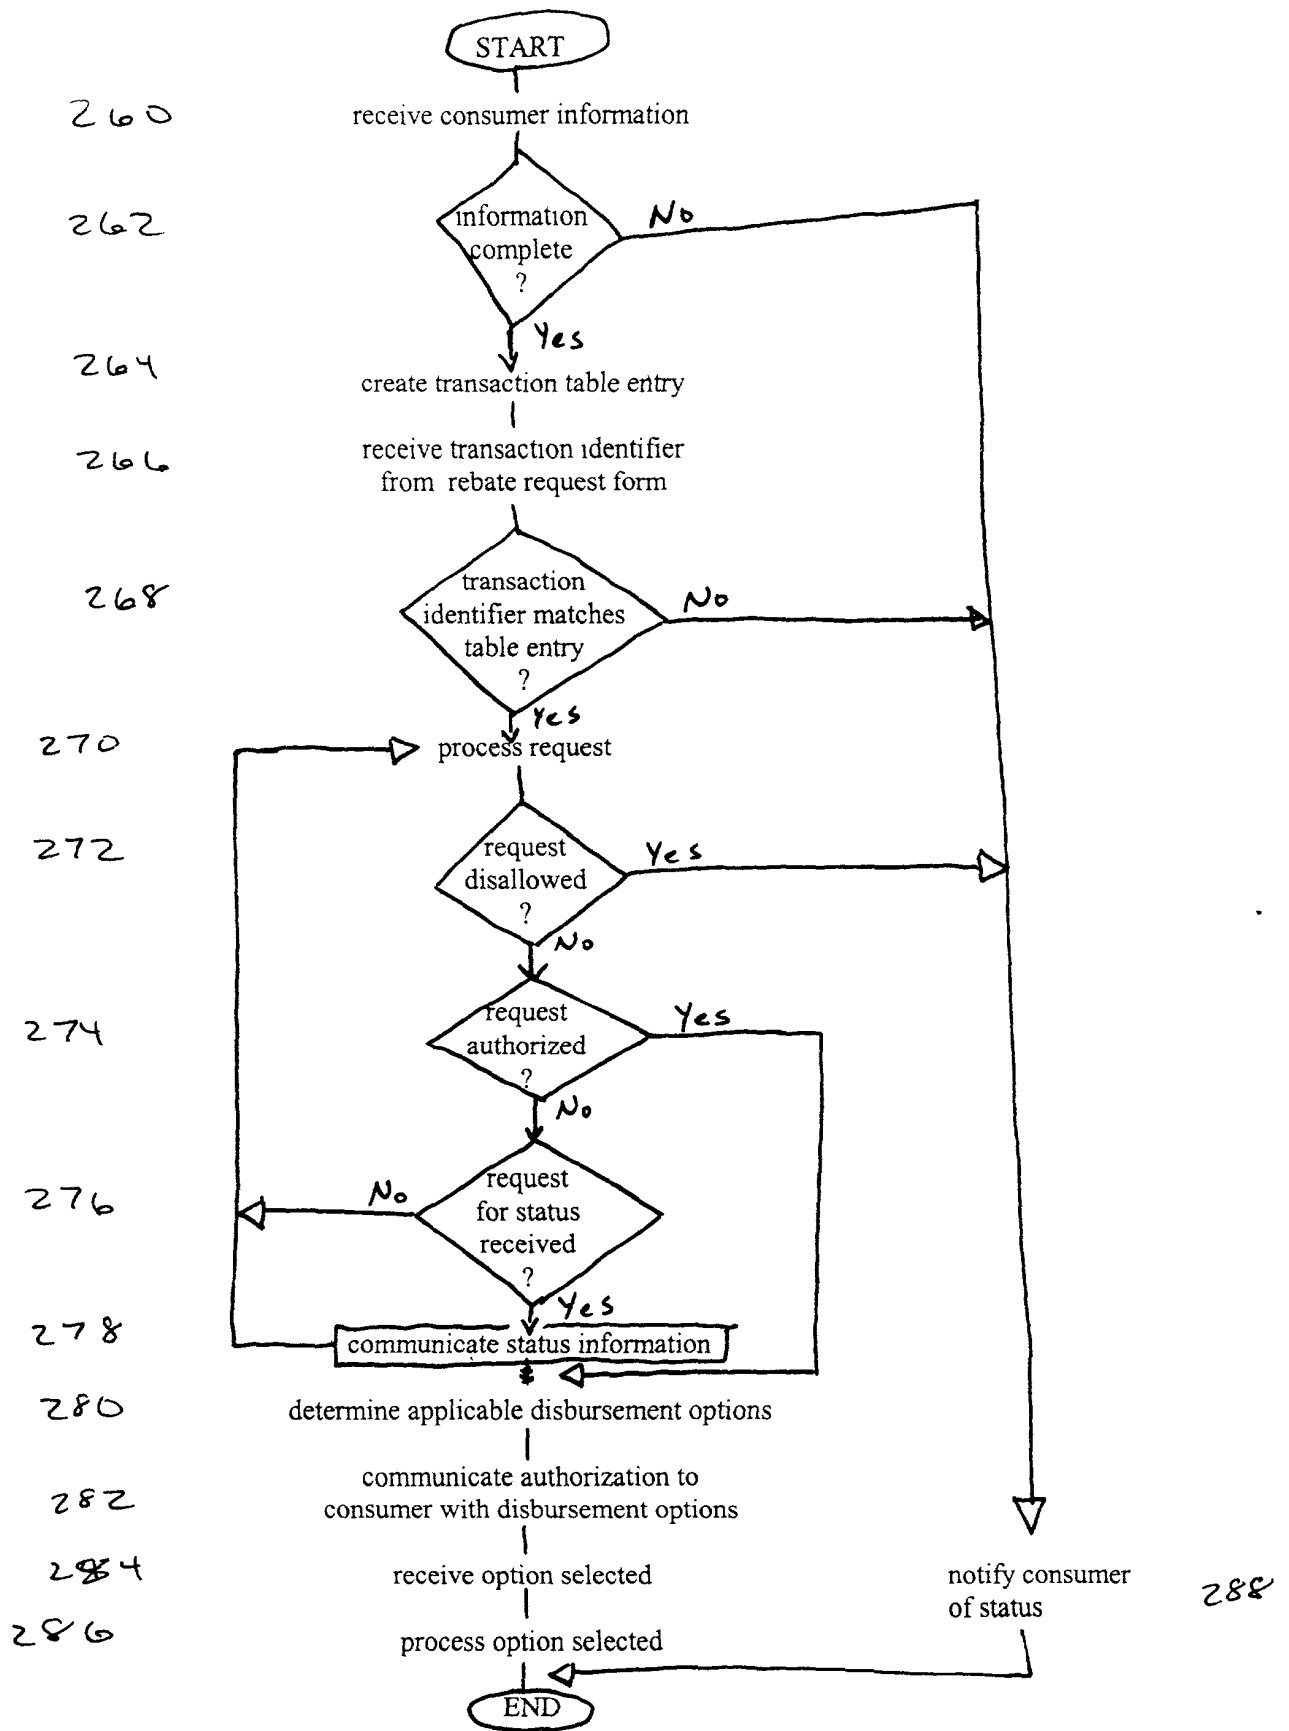 START
260 receive consumer information
262 information
complete
?
No
Yes
264 create transaction table entry
266 receive transaction identifier
from rebate request form
268 transaction
identifier matches
table entry
?
No
Yes
270 process request
272 request
disallowed
?
Yes
No
274 request
authorized
?
Yes
No
276 request
for status
received
?
No
Yes
278 communicate status information
280 determine applicable disbursement options
282 communicate authorization to
consumer with disbursement options
284 receive option selected
notify consumer
of status
288
286 process option selected
END